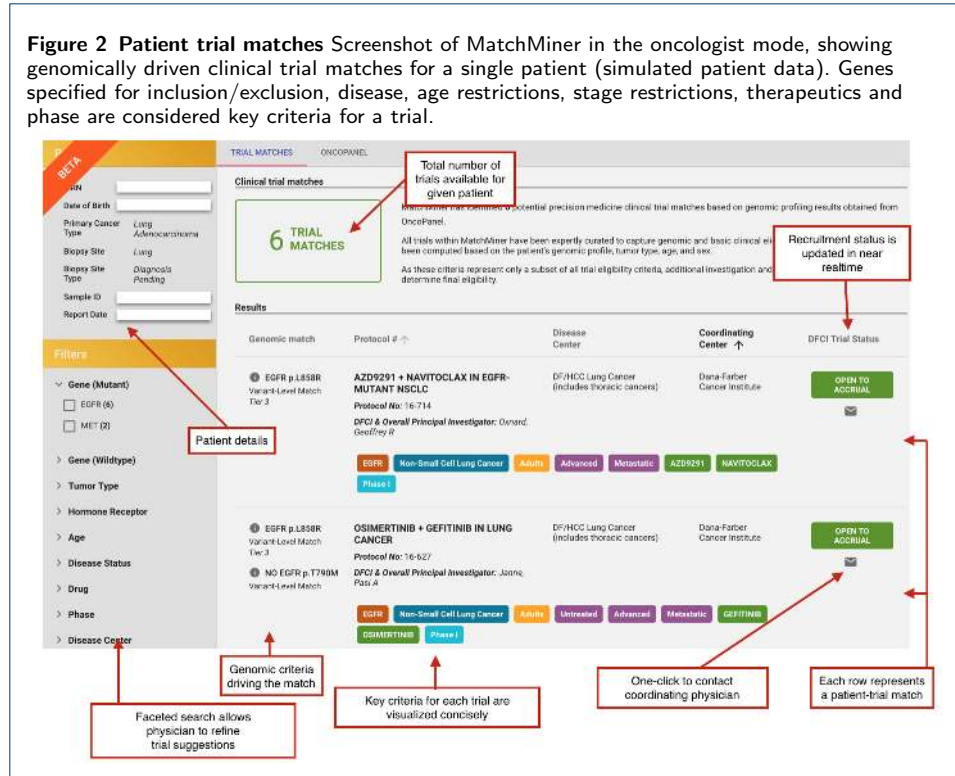 Figure 2 Patient trial matches Screenshot of MatchMiner in the oncologist mode, showing
genomically driven clinical trial matches for a single patient (simulated patient data). Genes
specified for inclusion/exclusion, disease, age restrictions, stage restrictions, therapeutics and
phase are considered key criteria for a trial.
BETA
Date of Birth
Primary Cancer Type Lung Adenocarcinoma
Biopsy Site Lung
Biopsy Site Type Diagnosis Pending
Sample ID
Report Date
Filters
Gene (Mutant)
EGFR (6)
MET (2)
Gene (Wildtype)
Tumor Type
Hormone Receptor
Age
Disease Status
Drug
Phase
Disease Center
TRIAL MATCHES ONCOPANEL
Clinical trial matches
6 TRIAL MATCHES
potential precision medicine clinical trial matches based on genomic profiling results obtained from
OncoPanel.
All trials within MatchMiner have been expertly curated to capture genomic and basic clinical
been computed based on the patient's genomic profile, tumor type, age, and sex.
As these criteria represent only a subset of all trial eligibility criteria, additional investigation and
determine final eligibility.
Results
Genomic match Protocol # Disease Center Coordinating Center DFCI Trial Status
EGFR p.L858R
Variant-Level Match
Tier 3
AZD9291 + NAVITOCLAX IN EGFR-
MUTANT NSCLC
Protocol No: 16-714
DFCI & Overall Principal Investigator: Oxnard,
Geoffrey R
DF/HCC Lung Cancer
(includes thoracic cancers)
Dana-Farber
Cancer Institute
OPEN TO
ACCRUAL
EGFR Non-Small Cell Lung Cancer Adults Advanced Metastatic AZD9291 NAVITOCLAX
Phase I
EGFR p.L858R
Variant-Level Match
Tier 3
NO EGFR p.T790M
Variant-Level Match
OSIMERTINIB + GEFITINIB IN LUNG
CANCER
Protocol No: 16-627
DFCI & Overall Principal Investigator: Janne,
Pasi A
DF/HCC Lung Cancer
(includes thoracic cancers)
Dana-Farber
Cancer Institute
OPEN TO
ACCRUAL
EGFR Non-Small Cell Lung Cancer Adults Untreated Advanced Metastatic GEFITINIB
OSIMERTINIB Phase I
Total number of
trials available for
given patient
Recruitment status is
updated in near
realtime
Patient details
Genomic criteria
driving the match
Key criteria for each trial are
visualized concisely
One-click to contact
coordinating physician
Each row represents
a patient-trial match
Faceted search allows
physician to refine
trial suggestions